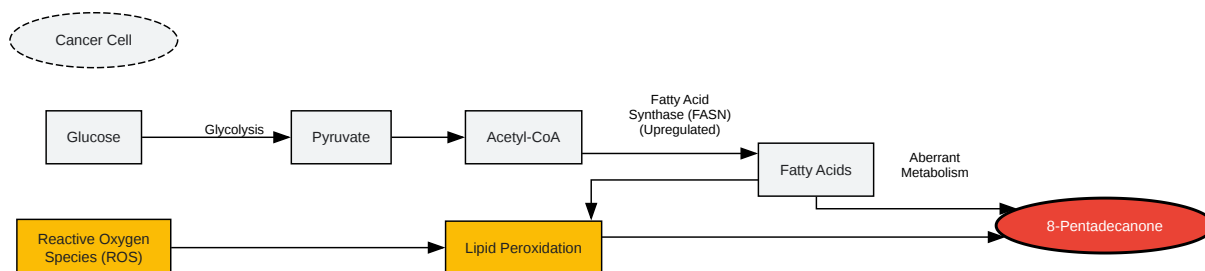 Cancer Cell
Fatty Acid
Synthase (FASN)
(Upregulated)
Glucose
Glycolysis
Pyruvate
Acetyl-CoA
Fatty Acids
Aberrant
Metabolism
8-Pentadecanone
Reactive Oxygen
Species (ROS)
Lipid Peroxidation